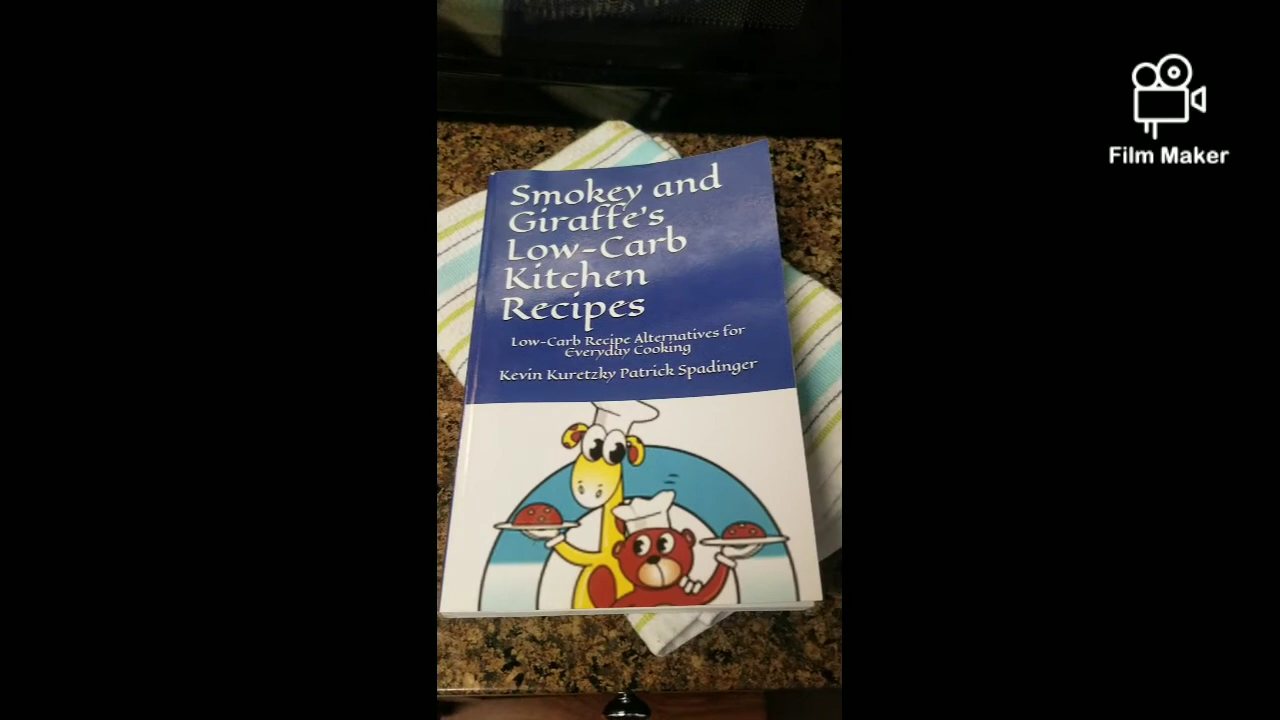 Smokey and
Giraffe's
Low-Carb
Kitchen
Recipes
Low-Carb Recipe Alternatives for
Everyday Cooking
Kevin Kuretzky Patrick Spadinger
Film Maker